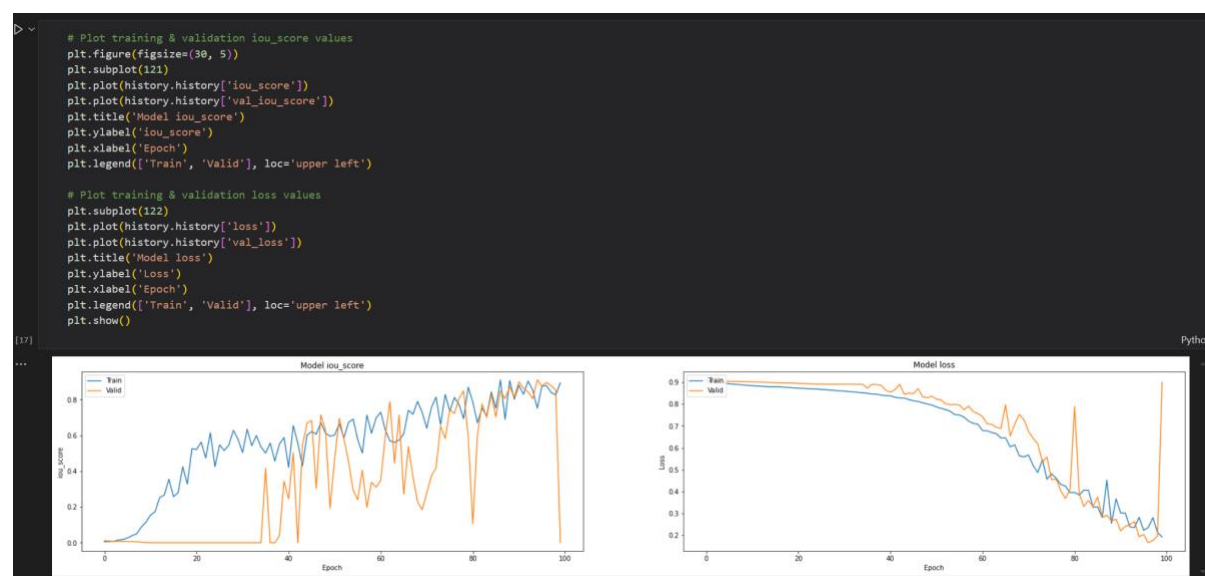 # Plot training & validation iou_score values
plt.figure(figsize=(30, 5))
plt.subplot(121)
plt.plot(history.history['iou_score'])
plt.plot(history.history['val_iou_score'])
plt.title('Model iou_score')
plt.ylabel('iou_score')
plt.xlabel('Epoch')
plt.legend(['Train', 'Valid'], loc='upper left')
# Plot training & validation loss values
plt.subplot(122)
plt.plot(history.history['loss'])
plt.plot(history.history['val_loss'])
plt.title('Model loss')
plt.ylabel('Loss')
plt.xlabel('Epoch')
plt.legend(['Train', 'Valid'], loc='upper left')
plt.show()
[17]
Pytho
...
Model iou_score
Train
Valid
0.8
0.6
0.4
0.2
0.0
iou_score
0 20 40 60 80 100
Epoch
Model loss
Train
Valid
0.9
0.8
0.7
0.6
0.5
0.4
0.3
0.2
Loss
0 20 40 60 80 100
Epoch